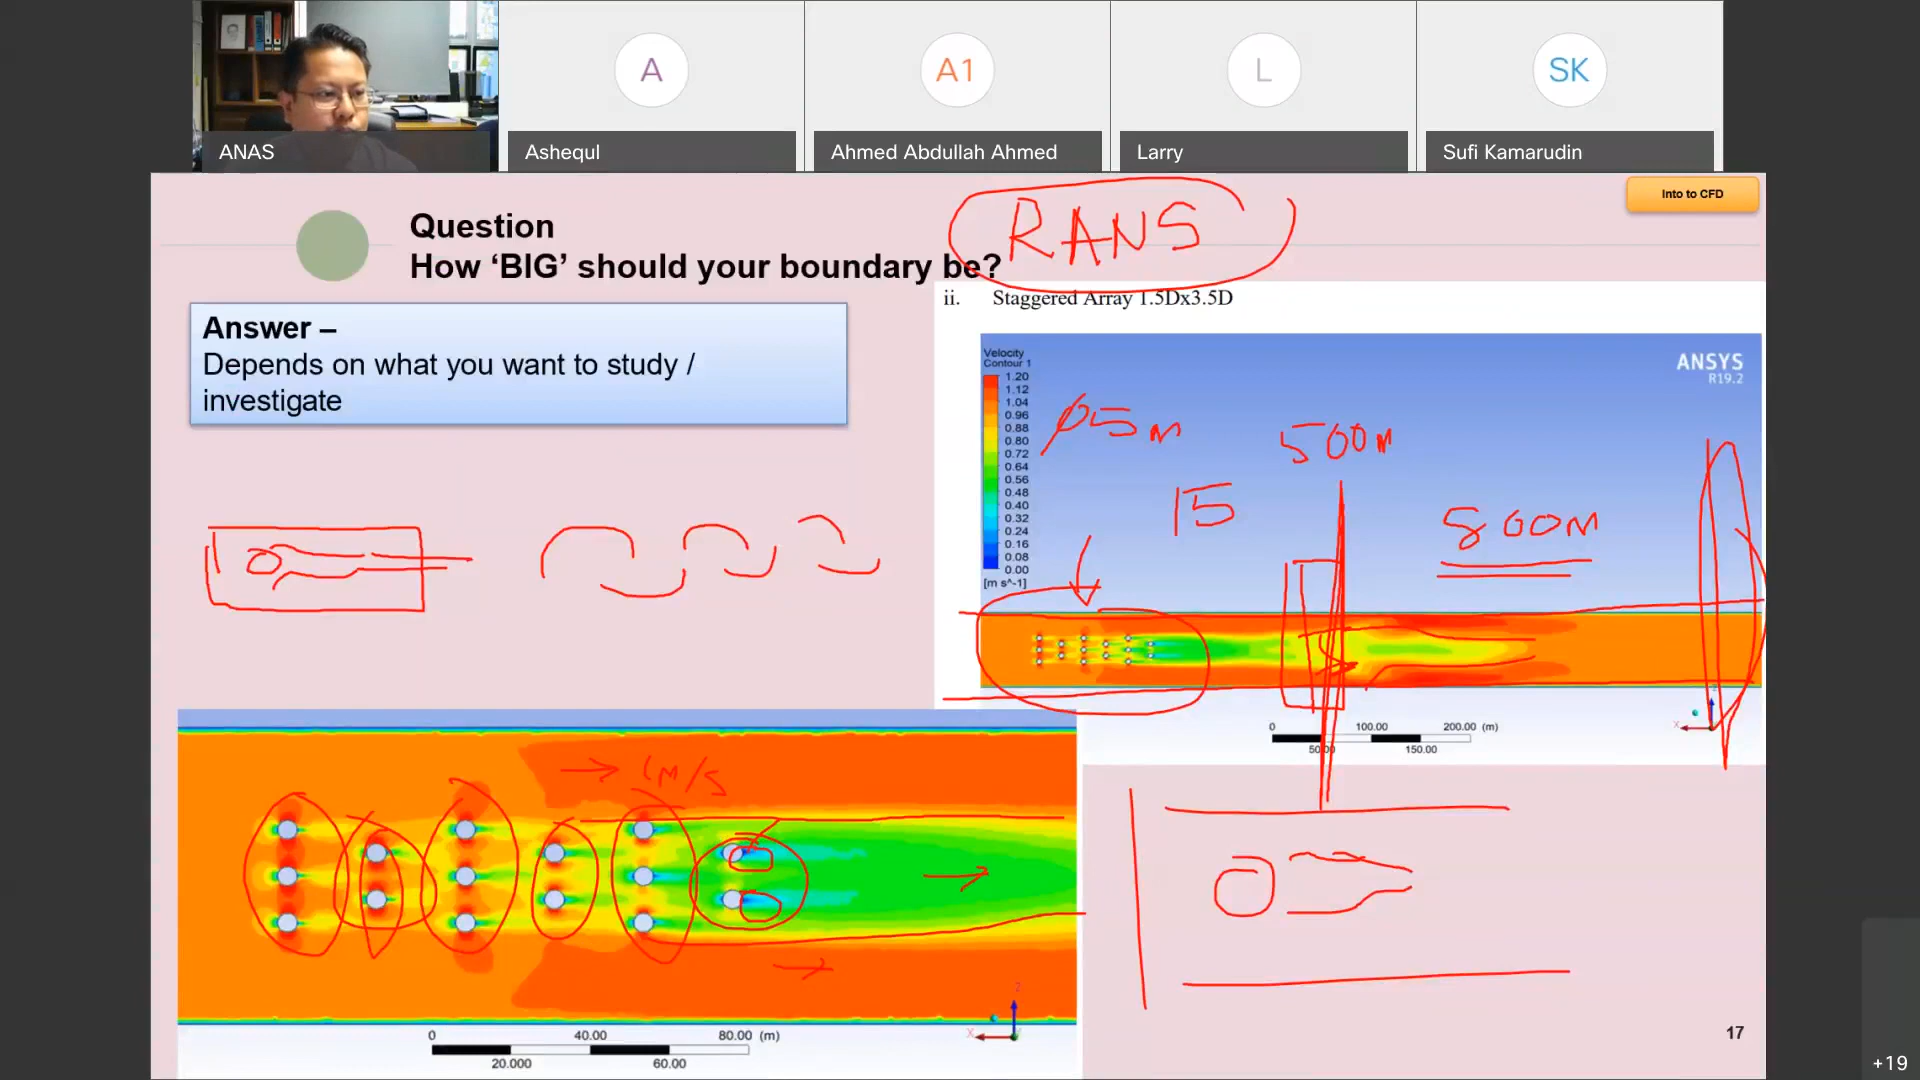 A
A1
L
SK
ANAS
Ashequl
Ahmed Abdullah Ahmed
Larry
Sufi Kamarudin
Into to CFD
Question
How ‘BIG’ should your boundary be?
RANS
Answer –
Depends on what you want to study /
investigate
ii. Staggered Array 1.5Dx3.5D
Velocity
Contour 1
1.20
1.12
1.04
0.96
0.88
0.80
0.72
0.64
0.56
0.48
0.40
0.32
0.24
0.16
0.08
0.00
[m s^-1]
ANSYS
R19.2
Ø5m
500m
15
800m
0 100.00 200.00 (m)
50.00 150.00
X
Z
→ 1m/s
0 40.00 80.00 (m)
20.000 60.00
X
Z
17
+19